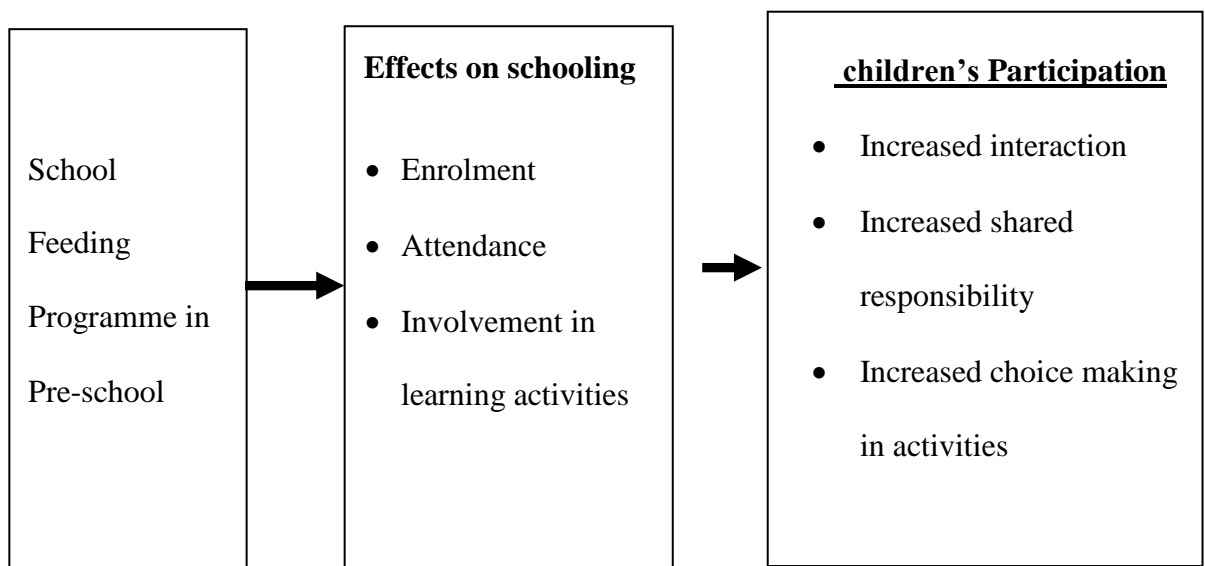 School
Feeding
Programme in
Pre-school
Effects on schooling
• Enrolment
• Attendance
• Involvement in
learning activities
children’s Participation
• Increased interaction
• Increased shared
responsibility
• Increased choice making
in activities